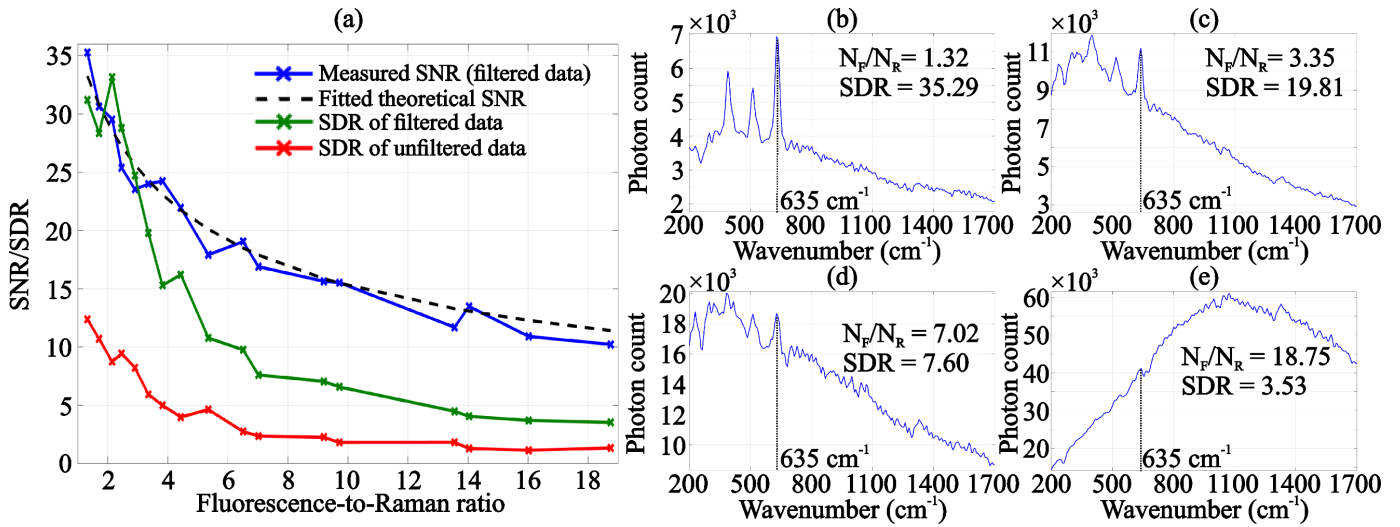 (a)
35
30
25
20
15
10
5
0
SNR/SDR
Measured SNR (filtered data)
Fitted theoretical SNR
SDR of filtered data
SDR of unfiltered data
2 4 6 8 10 12 14 16 18
Fluorescence-to-Raman ratio
(b)
×10³
7
6
5
4
3
2
Photon count
N_F/N_R = 1.32
SDR = 35.29
635 cm⁻¹
200 500 800 1100 1400 1700
Wavenumber (cm⁻¹)
(c)
×10³
11
9
7
5
3
Photon count
N_F/N_R = 3.35
SDR = 19.81
635 cm⁻¹
200 500 800 1100 1400 1700
Wavenumber (cm⁻¹)
(d)
×10³
20
18
16
14
12
10
Photon count
N_F/N_R = 7.02
SDR = 7.60
635 cm⁻¹
200 500 800 1100 1400 1700
Wavenumber (cm⁻¹)
(e)
×10³
60
50
40
30
20
Photon count
N_F/N_R = 18.75
SDR = 3.53
635 cm⁻¹
200 500 800 1100 1400 1700
Wavenumber (cm⁻¹)